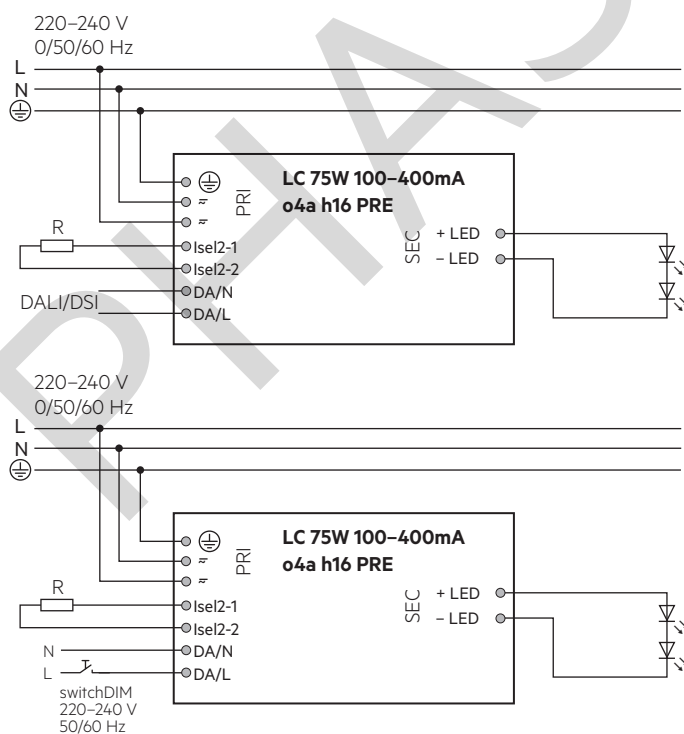 220–240 V
0/50/60 Hz
L
N
LC 75W 100–400mA
o4a h16 PRE
PRI
R
Isel2-1
Isel2-2
DA/N
DA/L
DALI/DSI
SEC
+ LED
– LED
220–240 V
0/50/60 Hz
L
N
LC 75W 100–400mA
o4a h16 PRE
PRI
R
Isel2-1
Isel2-2
N
DA/N
L
DA/L
switchDIM
220–240 V
50/60 Hz
SEC
+ LED
– LED
PHAS